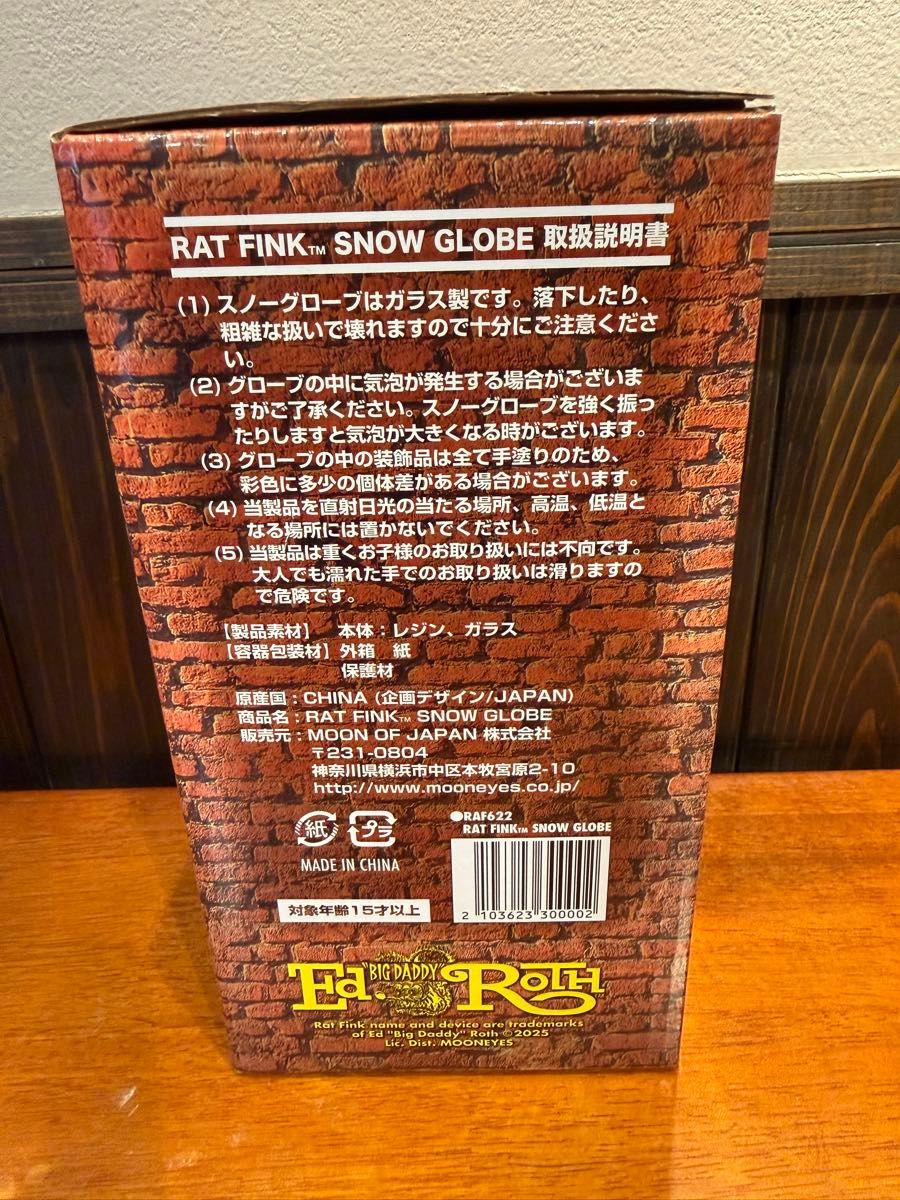 RAT FINK™ SNOW GLOBE 取扱説明書
(1) スノーグローブはガラス製です。落下したり、
粗雑な扱いで壊れますので十分にご注意くださ
い。
(2) グローブの中に気泡が発生する場合がございま
すがご了承ください。スノーグローブを強く振っ
たりしますと気泡が大きくなる時がございます。
(3) グローブの中の装飾品は全て手塗りのため、
彩色に多少の個体差がある場合がございます。
(4) 当製品を直射日光の当たる場所、高温、低温と
なる場所には置かないでください。
(5) 当製品は重くお子様のお取り扱いには不向です。
大人でも濡れた手でのお取り扱いは滑りますの
で危険です。
【製品素材】 本体：レジン、ガラス
【容器包装材】 外箱 紙
保護材
原産国：CHINA (企画デザイン/JAPAN)
商品名：RAT FINK™ SNOW GLOBE
販売元：MOON OF JAPAN 株式会社
〒231-0804
神奈川県横浜市中区本牧宮原2-10
http://www.mooneyes.co.jp/
紙 プラ
MADE IN CHINA
●RAF622
RAT FINK™ SNOW GLOBE
2 103623 300002
対象年齢15才以上
Ed. "BIG DADDY" ROTH
Rat Fink name and device are trademarks
of Ed "Big Daddy" Roth ©2025
Lic. Dist. MOONEYES